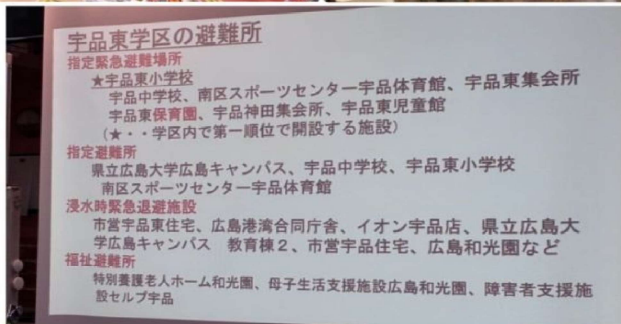 宇品東学区の避難所
指定緊急避難場所
★宇品東小学校
宇品中学校、南区スポーツセンター宇品体育館、宇品東集会所
宇品東保育園、宇品神田集会所、宇品東児童館
(★・・学区内で第一順位で開設する施設)
指定避難所
県立広島大学広島キャンパス、宇品中学校、宇品東小学校
南区スポーツセンター宇品体育館
浸水時緊急退避施設
市営宇品東住宅、広島港湾合同庁舎、イオン宇品店、県立広島大
学広島キャンパス 教育棟2、市営宇品住宅、広島和光園など
福祉避難所
特別養護老人ホーム和光園、母子生活支援施設広島和光園、障害者支援施
設セルプ宇品